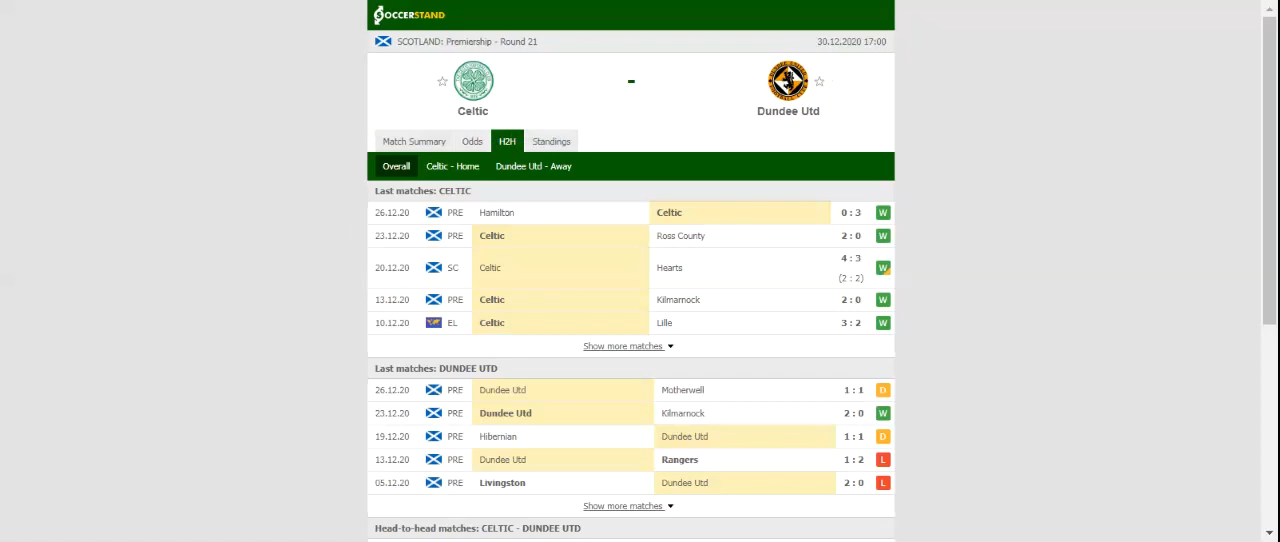 SOCCERSTAND
SCOTLAND: Premiership - Round 21 30.12.2020 17:00
-
Celtic Dundee Utd
Match Summary Odds H2H Standings
Overall Celtic - Home Dundee Utd - Away
Last matches: CELTIC
26.12.20 PRE Hamilton Celtic 0 : 3 W
23.12.20 PRE Celtic Ross County 2 : 0 W
20.12.20 SC Celtic Hearts 4 : 3 (2 : 2) W
13.12.20 PRE Celtic Kilmarnock 2 : 0 W
10.12.20 EL Celtic Lille 3 : 2 W
Show more matches
Last matches: DUNDEE UTD
26.12.20 PRE Dundee Utd Motherwell 1 : 1 D
23.12.20 PRE Dundee Utd Kilmarnock 2 : 0 W
19.12.20 PRE Hibernian Dundee Utd 1 : 1 D
13.12.20 PRE Dundee Utd Rangers 1 : 2 L
05.12.20 PRE Livingston Dundee Utd 2 : 0 L
Show more matches
Head-to-head matches: CELTIC - DUNDEE UTD